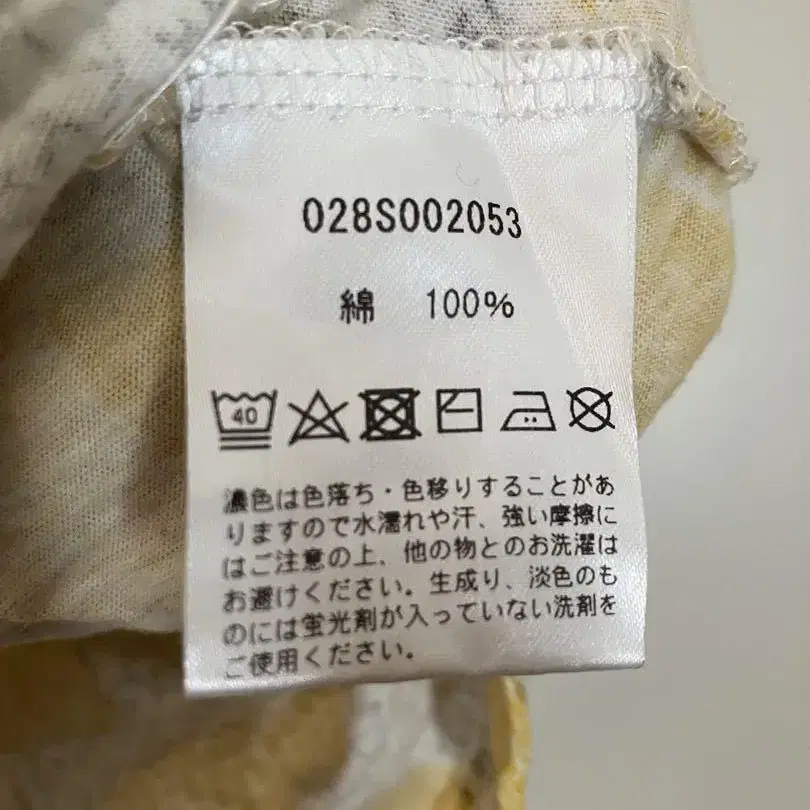 028S002053
綿 100%
40
濃色は色落ち・色移りすることがあ
りますので水濡れや汗、強い摩擦に
はご注意の上、他の物とのお洗濯は
お避けください。生成り、淡色のも
のには蛍光剤が入っていない洗剤を
ご使用ください。